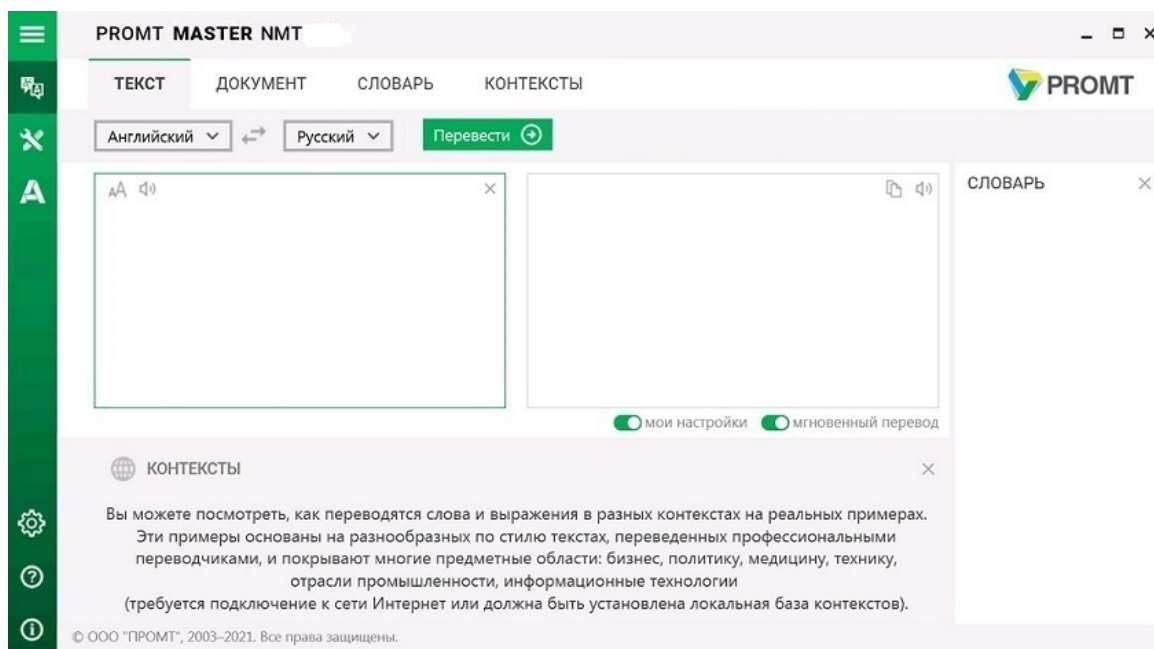 PROMT MASTER NMT
ТЕКСТ ДОКУМЕНТ СЛОВАРЬ КОНТЕКСТЫ
PROMT
Английский Русский Перевести
AA
СЛОВАРЬ
мои настройки мгновенный перевод
КОНТЕКСТЫ
Вы можете посмотреть, как переводятся слова и выражения в разных контекстах на реальных примерах.
Эти примеры основаны на разнообразных по стилю текстах, переведенных профессиональными
переводчиками, и покрывают многие предметные области: бизнес, политику, медицину, технику,
отрасли промышленности, информационные технологии
(требуется подключение к сети Интернет или должна быть установлена локальная база контекстов).
© ООО "ПРОМТ", 2003–2021. Все права защищены.